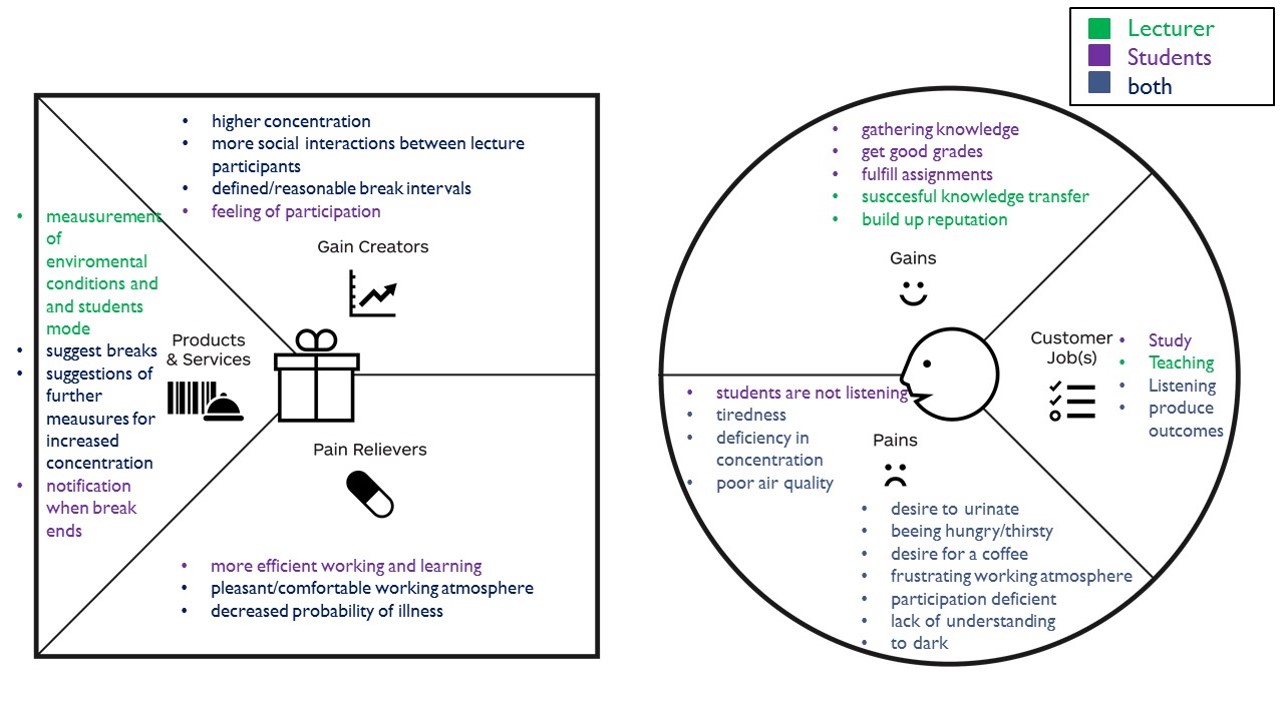 Lecturer
Students
both
• higher concentration
• more social interactions between lecture
participants
• defined/reasonable break intervals
• feeling of participation
Gain Creators
• meausurement
of
enviromental
conditions and
and students
mode
• suggest breaks
• suggestions of
further
meausures for
increased
concentration
• notification
when break
ends
Products
& Services
Pain Relievers
• more efficient working and learning
• pleasant/comfortable working atmosphere
• decreased probability of illness
• gathering knowledge
• get good grades
• fulfill assignments
• susccesful knowledge transfer
• build up reputation
Gains
Customer
Job(s)
• Study
• Teaching
• Listening
• produce
outcomes
• students are not listening
• tiredness
• deficiency in
concentration
• poor air quality
Pains
• desire to urinate
• beeing hungry/thirsty
• desire for a coffee
• frustrating working atmosphere
• participation deficient
• lack of understanding
• to dark